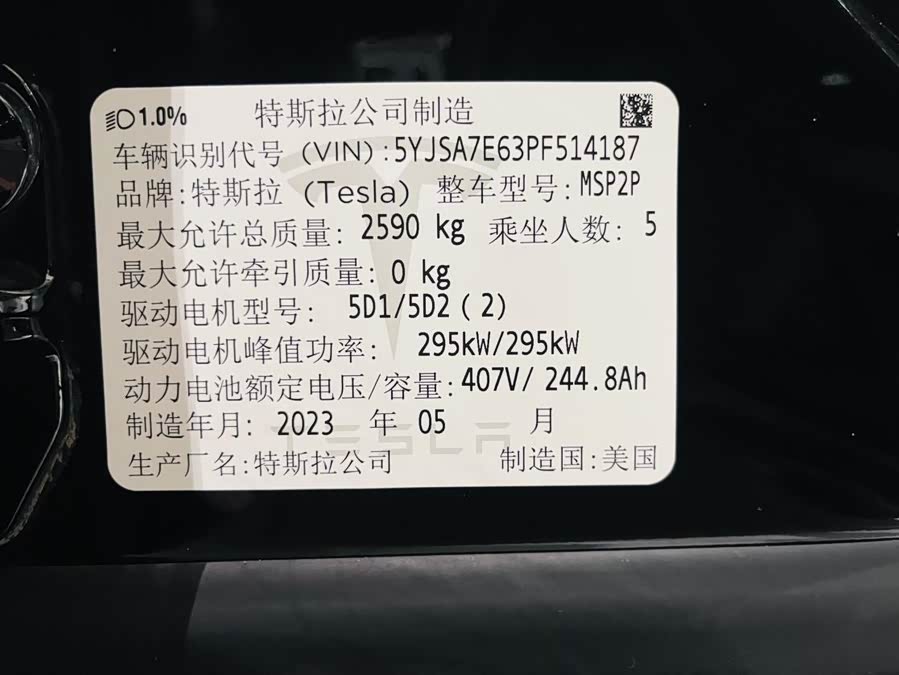 1.0% 特斯拉公司制造
车辆识别代号 (VIN):5YJSA7E63PF514187
品牌:特斯拉 (Tesla) 整车型号:MSP2P
最大允许总质量: 2590 kg 乘坐人数: 5
最大允许牵引质量: 0 kg
驱动电机型号: 5D1/5D2 ( 2)
驱动电机峰值功率: 295kW/295kW
动力电池额定电压/容量:407V/ 244.8Ah
制造年月: 2023 年 05 月
TESLA
生产厂名:特斯拉公司 制造国:美国